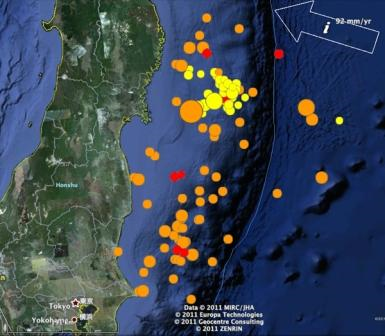 i
92 mm/yr
Honshu
Tokyo 東京
Yokohama 横浜
Data © 2011 MIRC/JHA
© 2011 Europa Technologies
© 2011 Geocentre Consulting
© 2011 ZENRIN